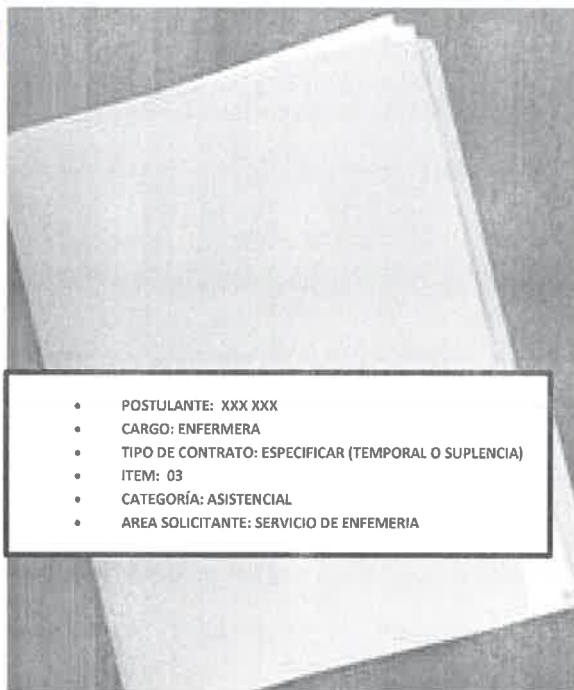 • POSTULANTE: XXX XXX
• CARGO: ENFERMERA
• TIPO DE CONTRATO: ESPECIFICAR (TEMPORAL O SUPLENCIA)
• ITEM: 03
• CATEGORÍA: ASISTENCIAL
• AREA SOLICITANTE: SERVICIO DE ENFEMERIA